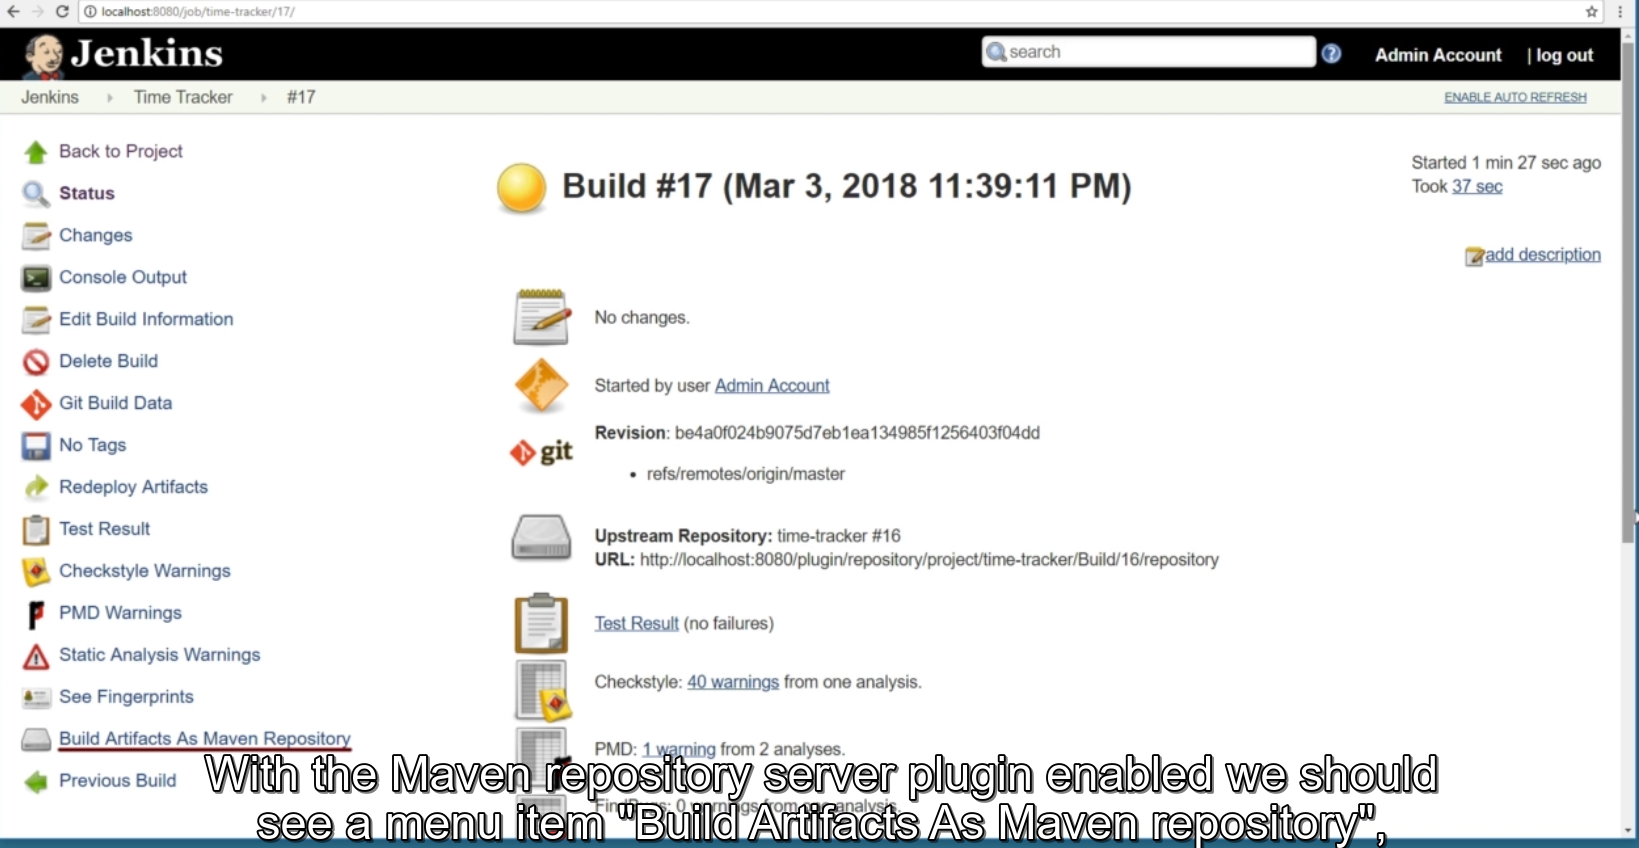 localhost:8080/job/time-tracker/17/
Jenkins
search
Admin Account
| log out
Jenkins
Time Tracker
#17
ENABLE AUTO REFRESH
Back to Project
Status
Changes
Console Output
Edit Build Information
Delete Build
Git Build Data
No Tags
Redeploy Artifacts
Test Result
Checkstyle Warnings
PMD Warnings
Static Analysis Warnings
See Fingerprints
Build Artifacts As Maven Repository
Previous Build
Build #17 (Mar 3, 2018 11:39:11 PM)
Started 1 min 27 sec ago
Took 37 sec
add description
No changes.
Started by user Admin Account
git
Revision: be4a0f024b9075d7eb1ea134985f1256403f04dd
• refs/remotes/origin/master
Upstream Repository: time-tracker #16
URL: http://localhost:8080/plugin/repository/project/time-tracker/Build/16/repository
Test Result (no failures)
Checkstyle: 40 warnings from one analysis.
PMD: 1 warning from 2 analyses.
0 warnings from one analysis.
With the Maven repository server plugin enabled we should
see a menu item "Build Artifacts As Maven repository",